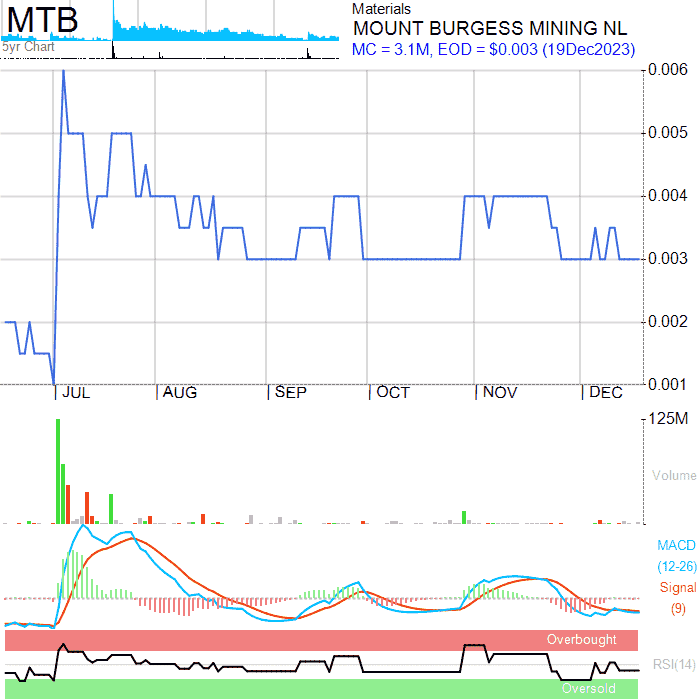 MTB
5yr Chart
Materials
MOUNT BURGESS MINING NL
MC = 3.1M, EOD = $0.003 (19Dec2023)
0.006
0.005
0.004
0.003
0.002
0.001
JUL AUG SEP OCT NOV DEC
125M
Volume
MACD
(12-26)
Signal
(9)
Overbought
RSI(14)
Oversold